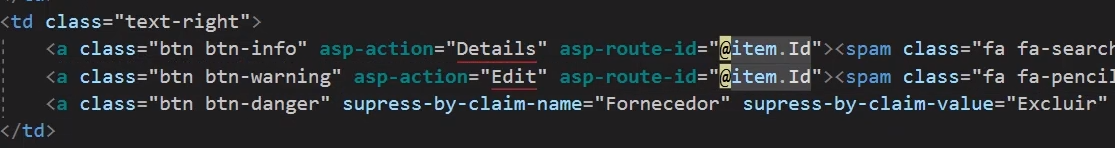 <td class="text-right">
<a class="btn btn-info" asp-action="Details" asp-route-id="@item.Id"><spam class="fa fa-search
<a class="btn btn-warning" asp-action="Edit" asp-route-id="@item.Id"><spam class="fa fa-pencil
<a class="btn btn-danger" supress-by-claim-name="Fornecedor" supress-by-claim-value="Excluir"
</td>